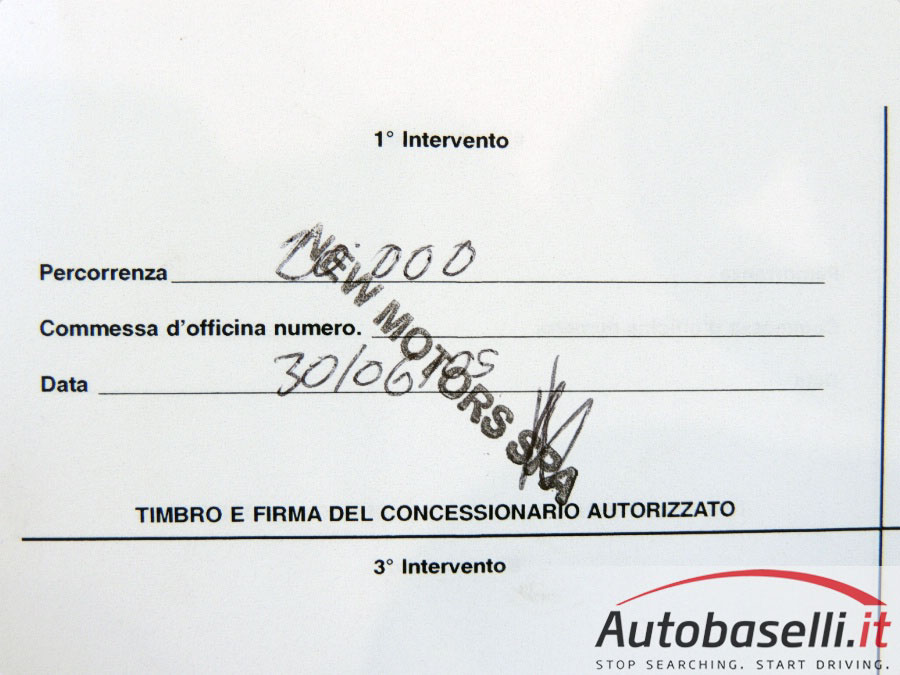 1° Intervento
Percorrenza 000
Commessa d'officina numero.
Data 30/06/05
NEW MOTORS SPA
TIMBRO E FIRMA DEL CONCESSIONARIO AUTORIZZATO
3° Intervento
Autobaselli.it
STOP SEARCHING. START DRIVING.